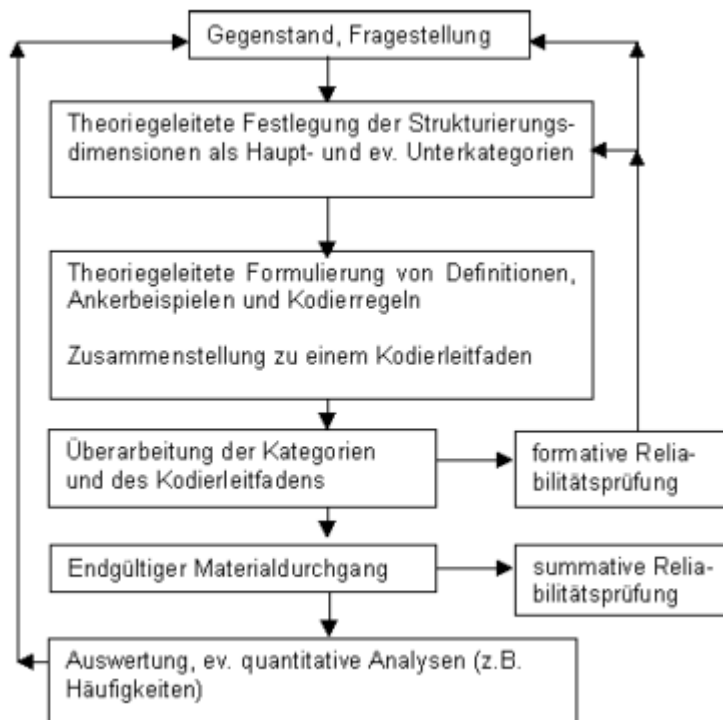 Gegenstand, Fragestellung
Theoriegeleitete Festlegung der Strukturierungs-
dimensionen als Haupt- und ev. Unterkategorien
Theoriegeleitete Formulierung von Definitionen,
Ankerbeispielen und Kodierregeln
Zusammenstellung zu einem Kodierleitfaden
Überarbeitung der Kategorien
und des Kodierleitfadens
formative Relia-
bilitätsprüfung
Endgültiger Materialdurchgang
summative Relia-
bilitätsprüfung
Auswertung, ev. quantitative Analysen (z.B.
Häufigkeiten)